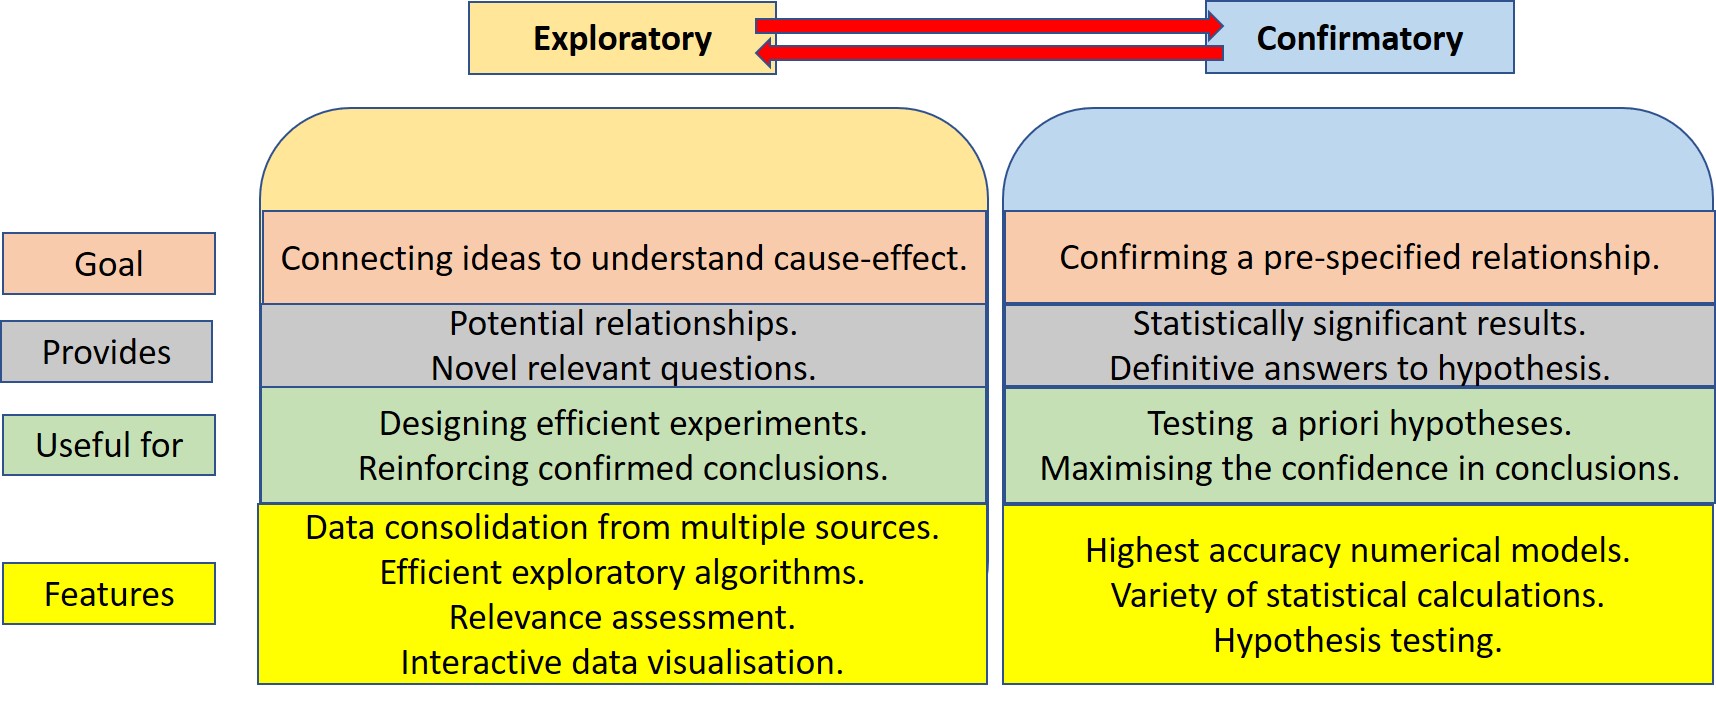 Exploratory
Confirmatory
Goal
Connecting ideas to understand cause-effect.
Confirming a pre-specified relationship.
Provides
Potential relationships.
Novel relevant questions.
Statistically significant results.
Definitive answers to hypothesis.
Useful for
Designing efficient experiments.
Reinforcing confirmed conclusions.
Testing  a priori hypotheses.
Maximising the confidence in conclusions.
Features
Data consolidation from multiple sources.
Efficient exploratory algorithms.
Relevance assessment.
Interactive data visualisation.
Highest accuracy numerical models.
Variety of statistical calculations.
Hypothesis testing.